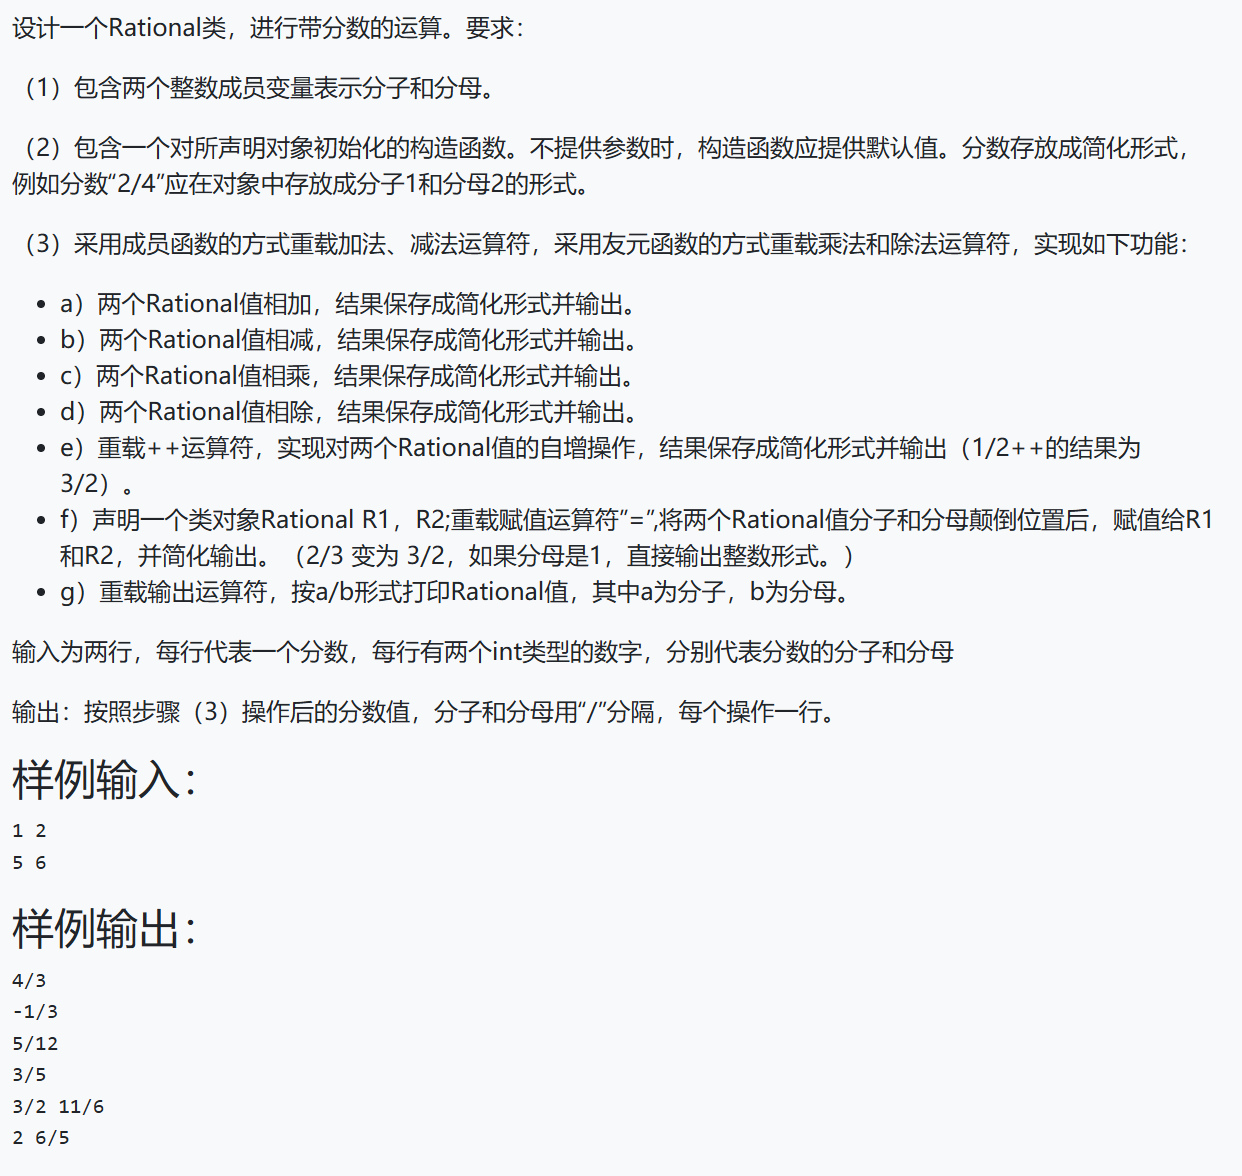 设计一个Rational类，进行带分数的运算。要求：
（1）包含两个整数成员变量表示分子和分母。
（2）包含一个对所声明对象初始化的构造函数。不提供参数时，构造函数应提供默认值。分数存放成简化形式，
例如分数“2/4”应在对象中存放成分子1和分母2的形式。
（3）采用成员函数的方式重载加法、减法运算符，采用友元函数的方式重载乘法和除法运算符，实现如下功能：
• a）两个Rational值相加，结果保存成简化形式并输出。
• b）两个Rational值相减，结果保存成简化形式并输出。
• c）两个Rational值相乘，结果保存成简化形式并输出。
• d）两个Rational值相除，结果保存成简化形式并输出。
• e）重载++运算符，实现对两个Rational值的自增操作，结果保存成简化形式并输出（1/2++的结果为
3/2）。
• f）声明一个类对象Rational R1，R2;重载赋值运算符”=”,将两个Rational值分子和分母颠倒位置后，赋值给R1
和R2，并简化输出。（2/3 变为 3/2，如果分母是1，直接输出整数形式。）
• g）重载输出运算符，按a/b形式打印Rational值，其中a为分子，b为分母。
输入为两行，每行代表一个分数，每行有两个int类型的数字，分别代表分数的分子和分母
输出：按照步骤（3）操作后的分数值，分子和分母用“/”分隔，每个操作一行。
样例输入：
1 2
5 6
样例输出：
4/3
-1/3
5/12
3/5
3/2 11/6
2 6/5